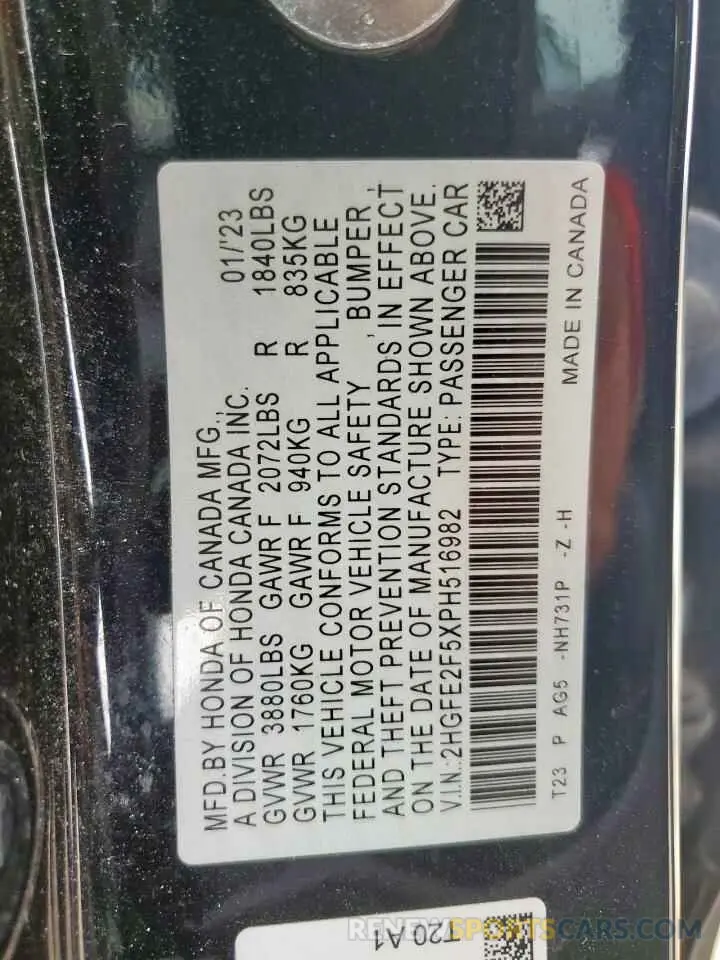 MFD.BY HONDA OF CANADA MFG., 01/'23
A DIVISION OF HONDA CANADA INC.
GVWR 3880LBS GAWR F 2072LBS R 1840LBS
GVWR 1760KG GAWR F 940KG R 835KG
THIS VEHICLE CONFORMS TO ALL APPLICABLE
FEDERAL MOTOR VEHICLE SAFETY , BUMPER ,
AND THEFT PREVENTION STANDARDS IN EFFECT
ON THE DATE OF MANUFACTURE SHOWN ABOVE.
V.I.N.:2HGFE2F5XPH516982 TYPE: PASSENGER CAR
T23 P AG5 -NH731P -Z -H MADE IN CANADA
T20 A1
RENEWSPORTSCARS.COM